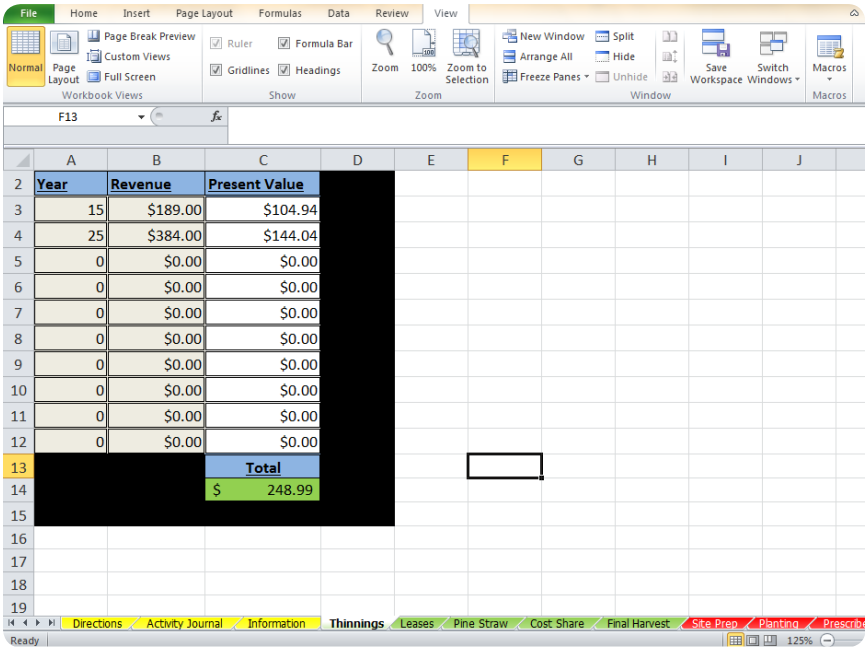 File Home Insert Page Layout Formulas Data Review View
Normal Page Layout Page Break Preview Custom Views Full Screen
Workbook Views
Ruler Formula Bar
Gridlines Headings
Show
Zoom 100% Zoom to Selection
Zoom
New Window Split
Arrange All Hide
Freeze Panes Unhide
Save Workspace Switch Windows
Window
Macros
Macros
F13 fx
A B C D E F G H I J
2 Year Revenue Present Value
3 15 $189.00 $104.94
4 25 $384.00 $144.04
5 0 $0.00 $0.00
6 0 $0.00 $0.00
7 0 $0.00 $0.00
8 0 $0.00 $0.00
9 0 $0.00 $0.00
10 0 $0.00 $0.00
11 0 $0.00 $0.00
12 0 $0.00 $0.00
13 Total
14 $ 248.99
15
16
17
18
19
Directions Activity Journal Information Thinnings Leases Pine Straw Cost Share Final Harvest Site Prep Planting Prescribe
Ready 125%